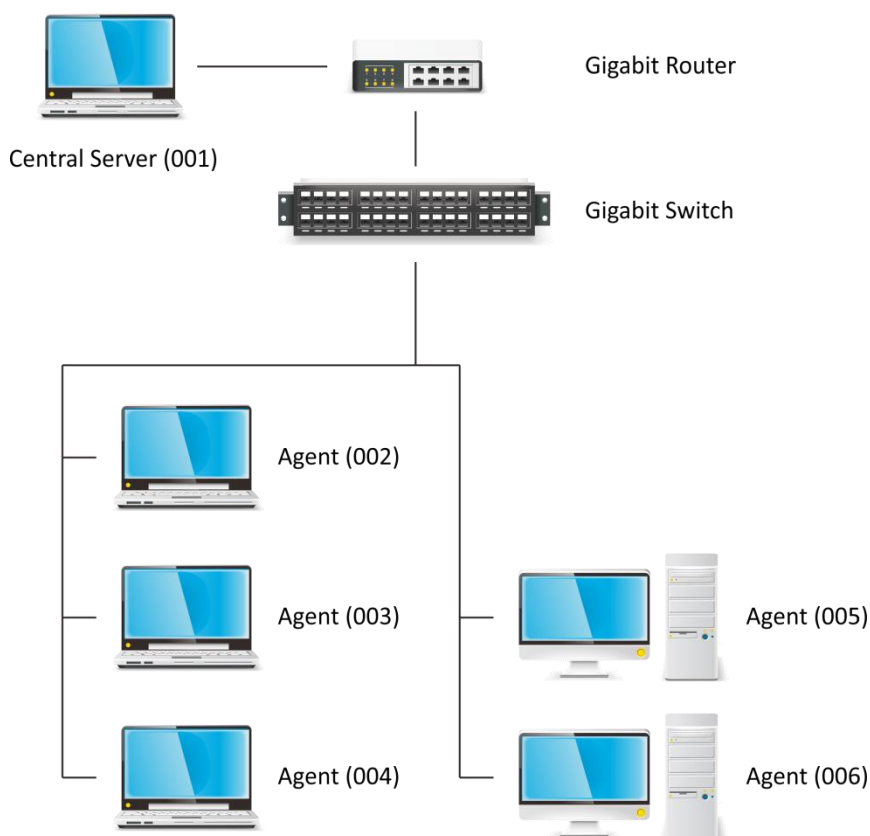 Gigabit Router
Central Server (001)
Gigabit Switch
Agent (002)
Agent (003)
Agent (005)
Agent (004)
Agent (006)